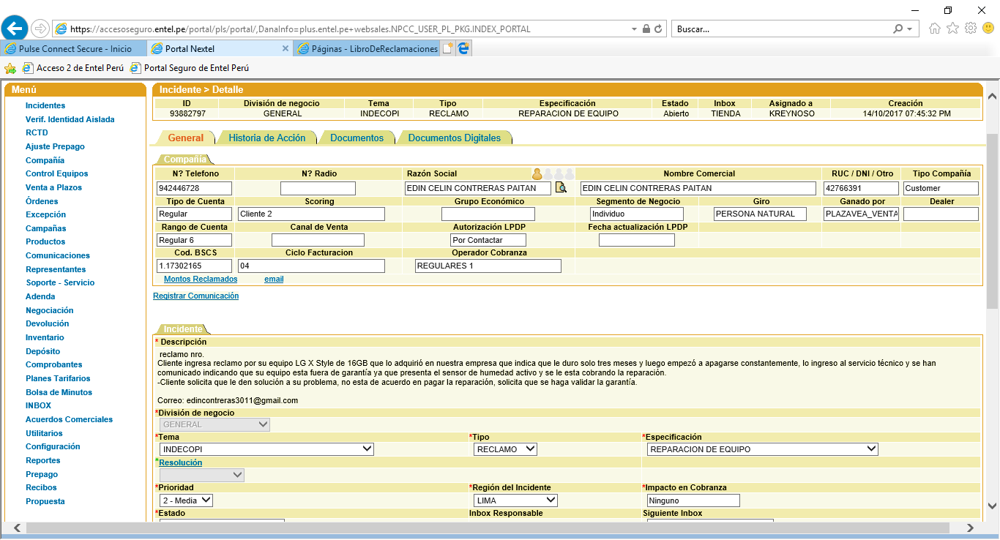 https://accesoseguro.entel.pe/portal/pls/portal/,DanaInfo=plus.entel.pe+websales.NPCC_USER_PL_PKG.INDEX_PORTAL
Buscar...
Pulse Connect Secure - Inicio
Portal Nextel
Páginas - LibroDeReclamaciones
Acceso 2 de Entel Perú
Portal Seguro de Entel Perú
Menú
Incidentes
Verif. Identidad Aislada
RCTD
Ajuste Prepago
Compañía
Control Equipos
Venta a Plazos
Órdenes
Excepción
Campañas
Productos
Comunicaciones
Representantes
Soporte - Servicio
Adenda
Negociación
Devolución
Inventario
Depósito
Comprobantes
Planes Tarifarios
Bolsa de Minutos
INBOX
Acuerdos Comerciales
Utilitarios
Configuración
Reportes
Prepago
Recibos
Propuesta
Incidente > Detalle
ID División de negocio Tema Tipo Especificación Estado Inbox Asignado a Creación
93882797 GENERAL INDECOPI RECLAMO REPARACION DE EQUIPO Abierto TIENDA KREYNOSO 14/10/2017 07:45:32 PM
General Historia de Acción Documentos Documentos Digitales
Compañía
N? Telefono N? Radio Razón Social Nombre Comercial RUC / DNI / Otro Tipo Compañía
942446728 EDIN CELIN CONTRERAS PAITAN EDIN CELIN CONTRERAS PAITAN 42766391 Customer
Tipo de Cuenta Scoring Grupo Económico Segmento de Negocio Giro Ganado por Dealer
Regular Cliente 2 Individuo PERSONA NATURAL PLAZAVEA_VENTA
Rango de Cuenta Canal de Venta Autorización LPDP Fecha actualización LPDP
Regular 6 Por Contactar
Cod. BSCS Ciclo Facturacion Operador Cobranza
1.17302165 04 REGULARES 1
Montos Reclamados email
Registrar Comunicación
Incidente
* Descripción
reclamo nro.
Cliente ingresa reclamo por su equipo LG X Style de 16GB que lo adquirió en nuestra empresa que indica que le duro solo tres meses y luego empezó a apagarse constantemente, lo ingreso al servicio técnico y se han
comunicado indicando que su equipo esta fuera de garantía ya que presenta el sensor de humedad activo y se le esta cobrando la reparación.
-Cliente solicita que le den solución a su problema, no esta de acuerdo en pagar la reparación, solicita que se haga validar la garantía.
Correo: edincontreras3011@gmail.com
*División de negocio
GENERAL
*Tema *Tipo *Especificación
INDECOPI RECLAMO REPARACION DE EQUIPO
*Resolución
*Prioridad *Región del Incidente *Impacto en Cobranza
2 - Media LIMA Ninguno
*Estado Inbox Responsable Siguiente Inbox